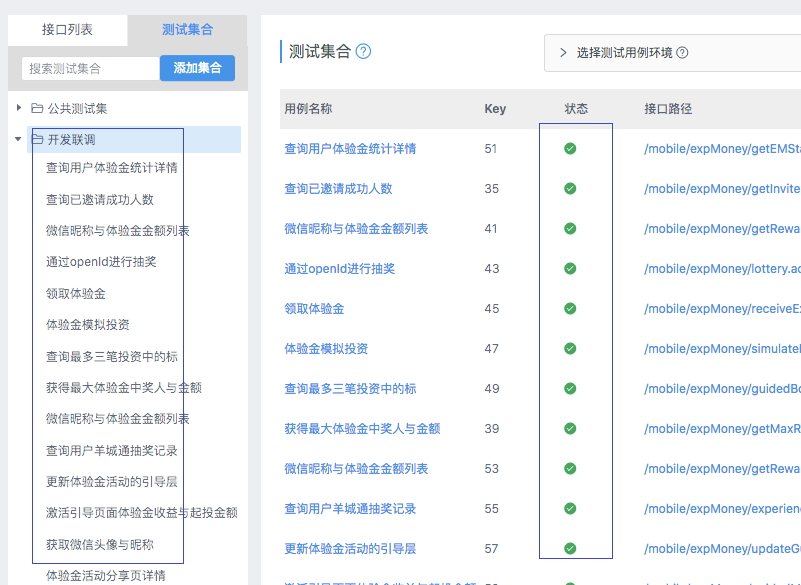 接口列表
测试集合
搜索测试集合
添加集合
公共测试集
开发联调
查询用户体验金统计详情
查询已邀请成功人数
微信昵称与体验金金额列表
通过openId进行抽奖
领取体验金
体验金模拟投资
查询最多三笔投资中的标
获得最大体验金中奖人与金额
微信昵称与体验金金额列表
查询用户羊城通抽奖记录
更新体验金活动的引导层
激活引导页面体验金收益与起投金额
获取微信头像与昵称
体验金活动分享页详情
测试集合
选择测试用例环境
用例名称 Key 状态 接口路径
查询用户体验金统计详情 51 /mobile/expMoney/getEMSta
查询已邀请成功人数 35 /mobile/expMoney/getInvite
微信昵称与体验金金额列表 41 /mobile/expMoney/getRewa
通过openId进行抽奖 43 /mobile/expMoney/lottery.ac
领取体验金 45 /mobile/expMoney/receiveEx
体验金模拟投资 47 /mobile/expMoney/simulate
查询最多三笔投资中的标 49 /mobile/expMoney/guidedBo
获得最大体验金中奖人与金额 39 /mobile/expMoney/getMaxR
微信昵称与体验金金额列表 53 /mobile/expMoney/getRewa
查询用户羊城通抽奖记录 55 /mobile/expMoney/experien
更新体验金活动的引导层 57 /mobile/expMoney/updateGu